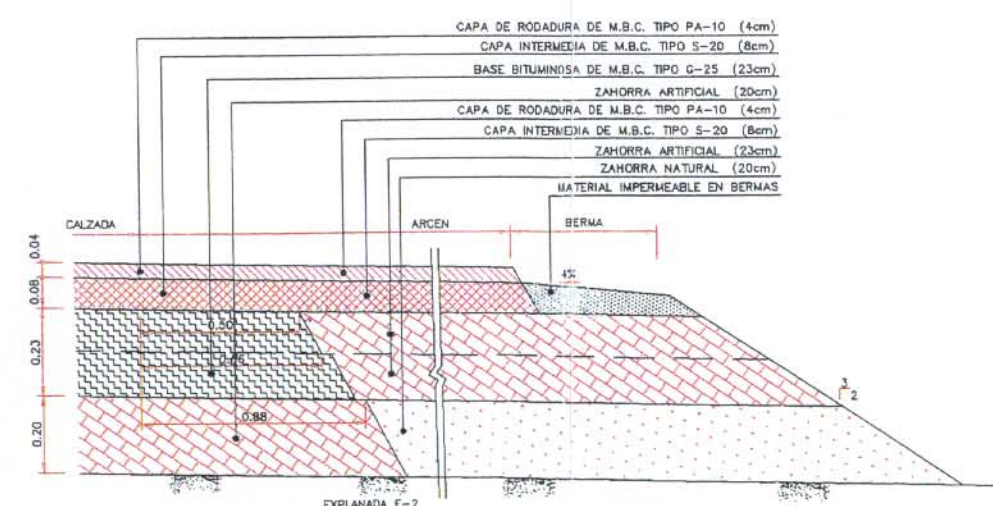 CAPA DE RODADURA DE M.B.C. TIPO PA-10 (4cm)
CAPA INTERMEDIA DE M.B.C. TIPO S-20 (8cm)
BASE BITUMINOSA DE M.B.C. TIPO G-25 (23cm)
ZAHORRA ARTIFICIAL (20cm)
CAPA DE RODADURA DE M.B.C. TIPO PA-10 (4cm)
CAPA INTERMEDIA DE M.B.C. TIPO S-20 (8cm)
ZAHORRA ARTIFICIAL (23cm)
ZAHORRA NATURAL (20cm)
MATERIAL IMPERMEABLE EN BERMAS
CALZADA ARCEN BERMA
0.04
4%
0.08
0.50
0.23
3
2
0.88
0.20
EXPLANADA E-2